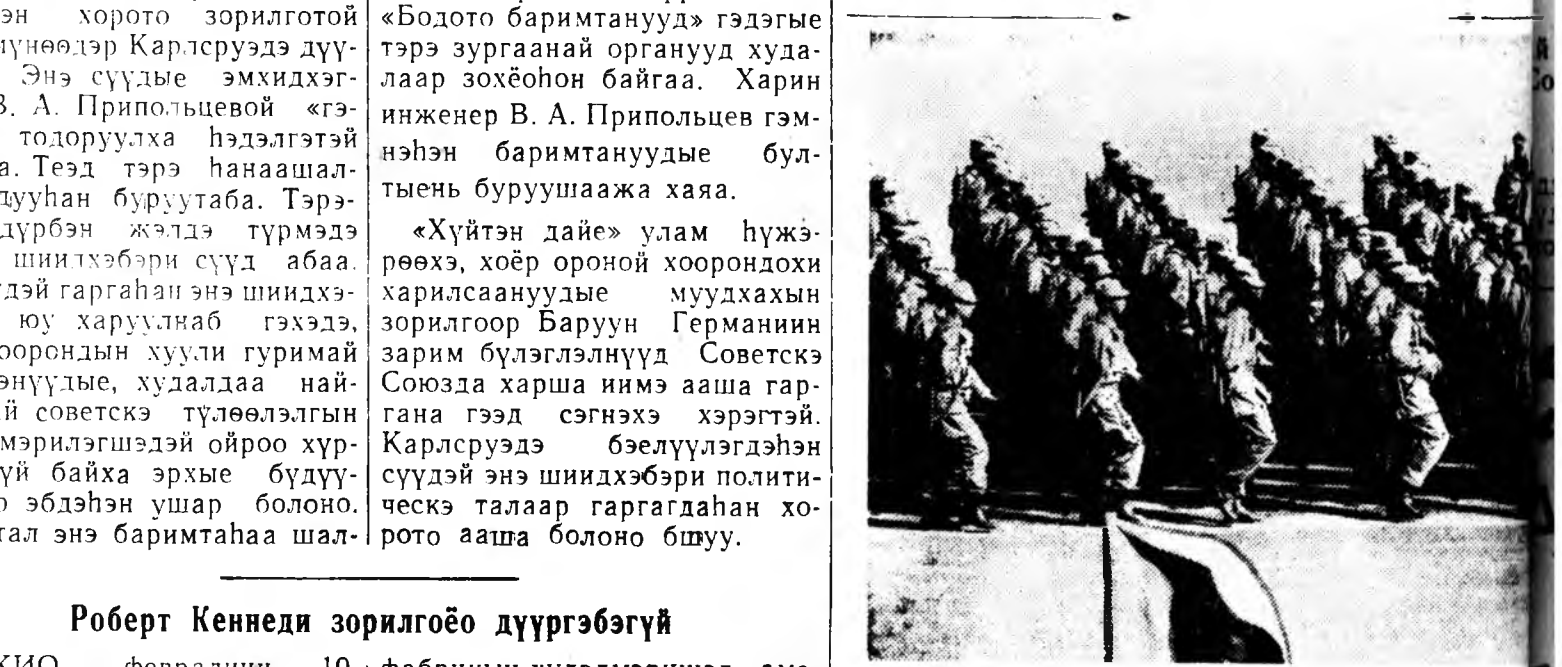 эн хорото зорилготой
мүнөөдэр Карлсруэдэ дүү-
Энэ сүүдые эмхидхэг-
В. А. Припольцевой «гэ-
тодоруулха һэдэлгэтэй
а. Теэд тэрэ һанаашал-
дууһан буруутаба. Тэрэ-
дүрбэн жэлдэ түрмэдэ
шиидхэбэри сүүд абаа.
дэй гаргаһан энэ шиидхэ-
юу харуулнаб гэхэдэ,
оорондын хуули гуримай
энүүдые, худалдаа най-
й советскэ түлөөлэлгын
мэрилэгшэдэй ойроо хүр-
үй байха эрхые бүдүү-
эбдэһэн ушар болоно.
гал энэ баримтаһаа шал-
«Бодото баримтанууд» гэдэгые
тэрэ зургаанай органууд худа-
лаар зохёоһон байгаа. Харин
инженер В. А. Припольцев гэм-
нэһэн баримтануудые бул-
тыень буруушаажа хаяа.
«Хүйтэн дайе» улам һүжэ-
рөөхэ, хоёр ороной хоорондохи
харилсаануудые муудхахын
зорилгоор Баруун Германиин
зарим бүлэглэлнүүд Советскэ
Союзда харша иимэ ааша гар-
гана гээд сэгнэхэ хэрэгтэй.
Карлсруэдэ бэелүүлэгдэһэн
сүүдэй энэ шиидхэбэри полити-
ческэ талаар гаргагдаһан хо-
рото ааша болоно бшуу.
Роберт Кеннеди зорилгоёо дүүргэбэгүй